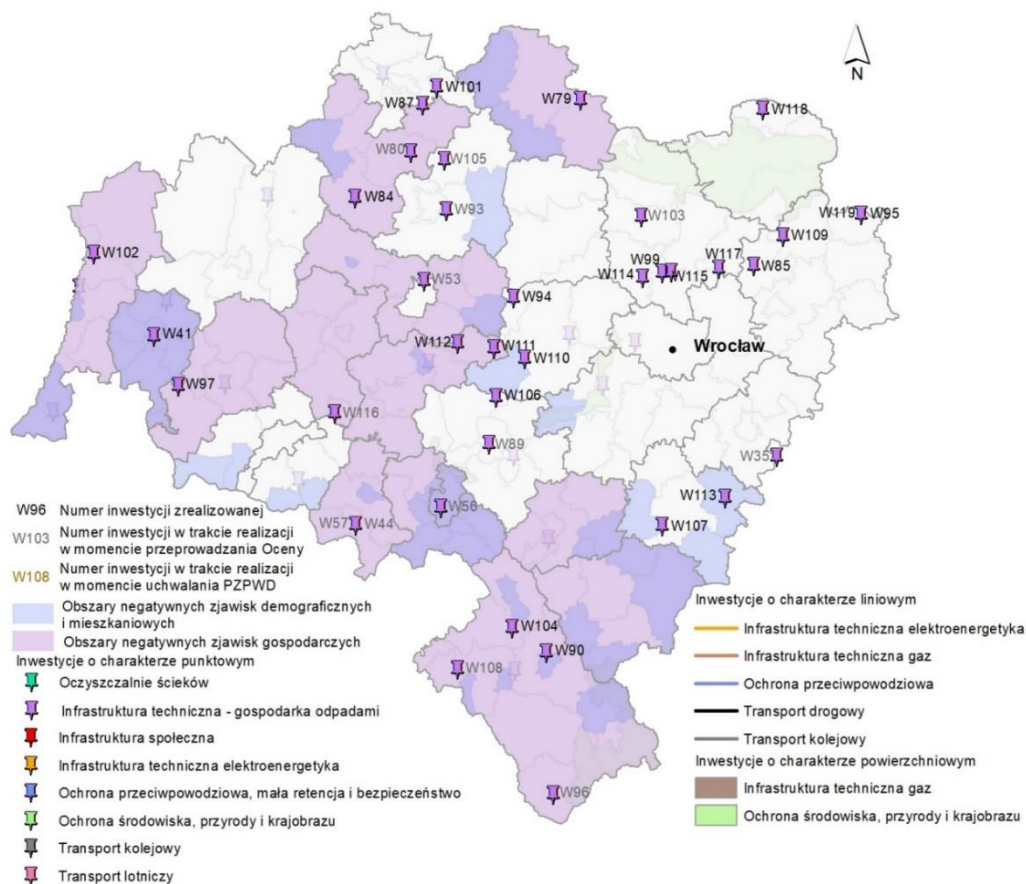 N
W101
W87
W79
W118
W80
W105
W84
W93
W103
W119
W95
W109
W102
W53
W99
W117
W85
W114
W115
W94
W41
W112
W111
W110
Wrocław
W97
W106
W116
W89
W35
W56
W113
W57
W44
W107
W104
W90
W108
W96
W96 Numer inwestycji zrealizowanej
W103 Numer inwestycji w trakcie realizacji
w momencie przeprowadzania Oceny
W108 Numer inwestycji w trakcie realizacji
w momencie uchwalania PZPWD
Obszary negatywnych zjawisk demograficznych
i mieszkaniowych
Obszary negatywnych zjawisk gospodarczych
Inwestycje o charakterze punktowym
Oczyszczalnie ścieków
Infrastruktura techniczna - gospodarka odpadami
Infrastruktura społeczna
Infrastruktura techniczna elektroenergetyka
Ochrona przeciwpowodziowa, mała retencja i bezpieczeństwo
Ochrona środowiska, przyrody i krajobrazu
Transport kolejowy
Transport lotniczy
Inwestycje o charakterze liniowym
Infrastruktura techniczna elektroenergetyka
Infrastruktura techniczna gaz
Ochrona przeciwpowodziowa
Transport drogowy
Transport kolejowy
Inwestycje o charakterze powierzchniowym
Infrastruktura techniczna gaz
Ochrona środowiska, przyrody i krajobrazu